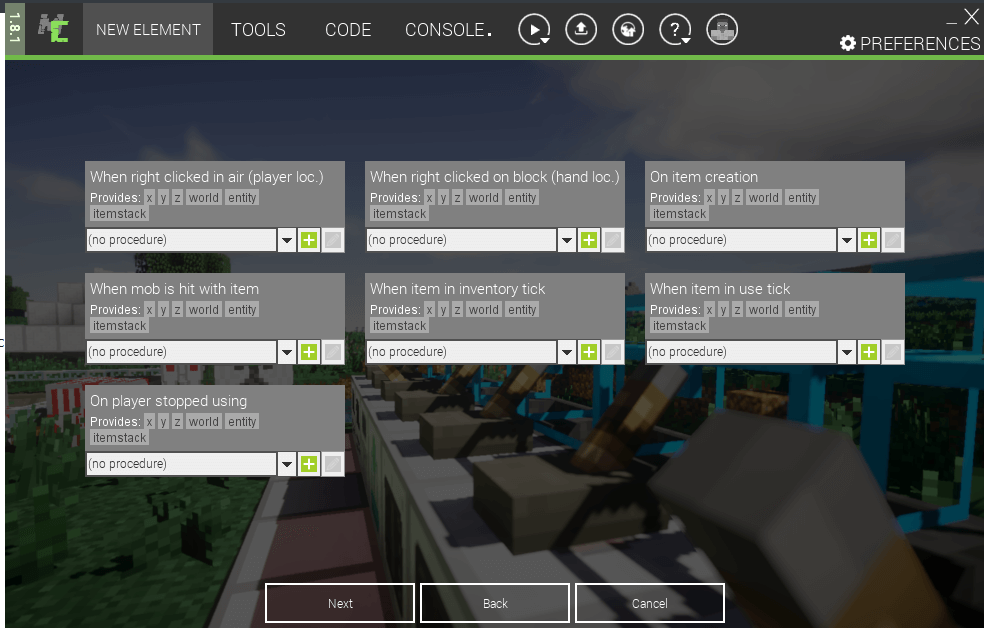 1.8.1
NEW ELEMENT TOOLS CODE CONSOLE. ?
PREFERENCES
When right clicked in air (player loc.)
Provides: x y z world entity
itemstack
(no procedure)
When right clicked on block (hand loc.)
Provides: x y z world entity
itemstack
(no procedure)
On item creation
Provides: x y z world entity
itemstack
(no procedure)
When mob is hit with item
Provides: x y z world entity
itemstack
(no procedure)
When item in inventory tick
Provides: x y z world entity
itemstack
(no procedure)
When item in use tick
Provides: x y z world entity
itemstack
(no procedure)
On player stopped using
Provides: x y z world entity
itemstack
(no procedure)
Next Back Cancel